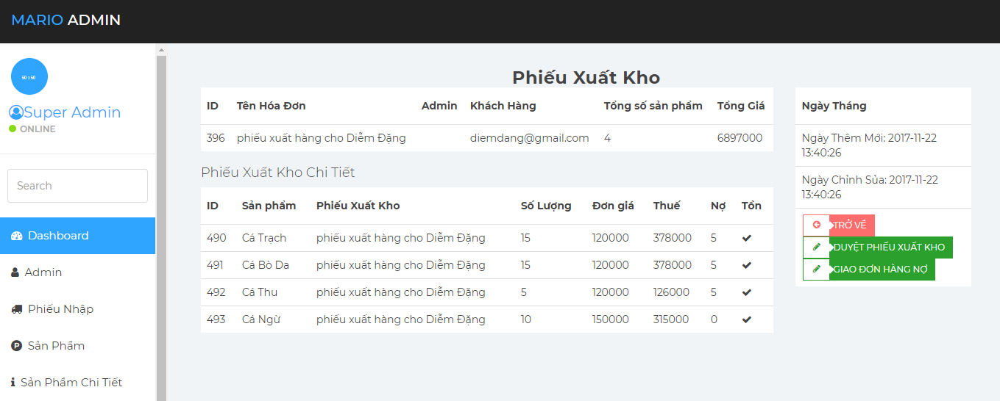 MARIO ADMIN
50 x 50
Super Admin
ONLINE
Search
Dashboard
Admin
Phiếu Nhập
Sản Phẩm
Sản Phẩm Chi Tiết
Phiếu Xuất Kho
ID Tên Hóa Đơn Admin Khách Hàng Tổng số sản phẩm Tổng Giá
396 phiếu xuất hàng cho Diễm Đặng diemdang@gmail.com 4 6897000
Phiếu Xuất Kho Chi Tiết
ID Sản phẩm Phiếu Xuất Kho Số Lượng Đơn giá Thuế Nợ Tồn
490 Cá Trạch phiếu xuất hàng cho Diễm Đặng 15 120000 378000 5 ✔
491 Cá Bò Da phiếu xuất hàng cho Diễm Đặng 15 120000 378000 5 ✔
492 Cá Thu phiếu xuất hàng cho Diễm Đặng 5 120000 126000 5 ✔
493 Cá Ngừ phiếu xuất hàng cho Diễm Đặng 10 150000 315000 0 ✔
Ngày Tháng
Ngày Thêm Mới: 2017-11-22
13:40:26
Ngày Chỉnh Sủa: 2017-11-22
13:40:26
TRỞ VỀ
DUYỆT PHIẾU XUẤT KHO
GIAO ĐƠN HÀNG NỢ